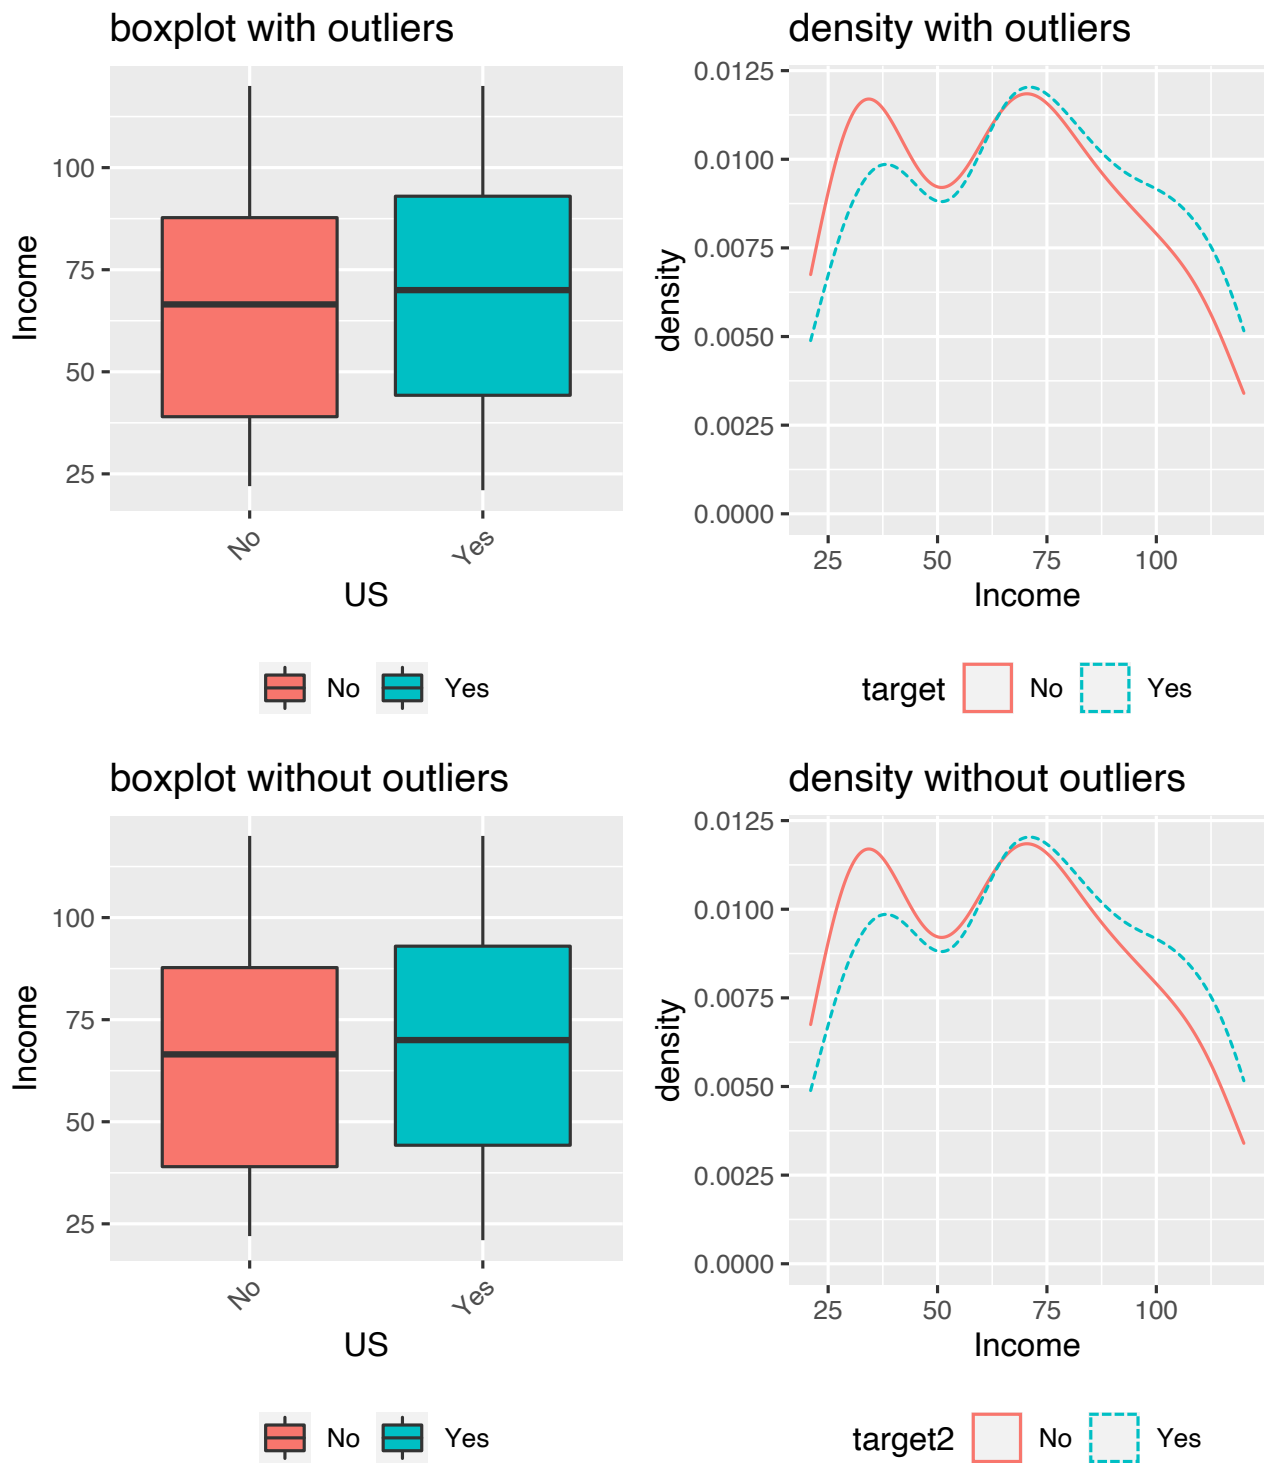 boxplot with outliers
Income
100
75
50
25
No
Yes
US
No Yes
density with outliers
density
0.0125
0.0100
0.0075
0.0050
0.0025
0.0000
25 50 75 100
Income
target No Yes
boxplot without outliers
Income
100
75
50
25
No
Yes
US
No Yes
density without outliers
density
0.0125
0.0100
0.0075
0.0050
0.0025
0.0000
25 50 75 100
Income
target2 No Yes